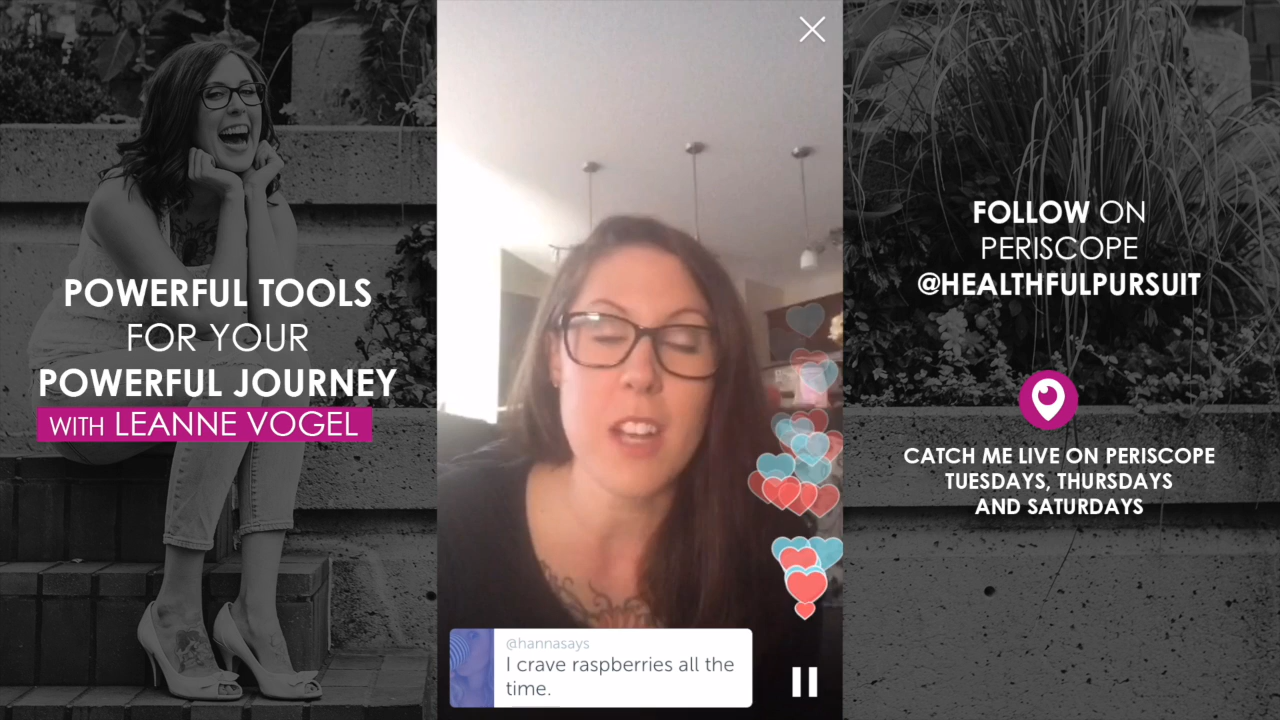 POWERFUL TOOLS
FOR YOUR
POWERFUL JOURNEY
WITH LEANNE VOGEL
@hannasays
I crave raspberries all the
time.
FOLLOW ON
PERISCOPE
@HEALTHFULPURSUIT
CATCH ME LIVE ON PERISCOPE
TUESDAYS, THURSDAYS
AND SATURDAYS